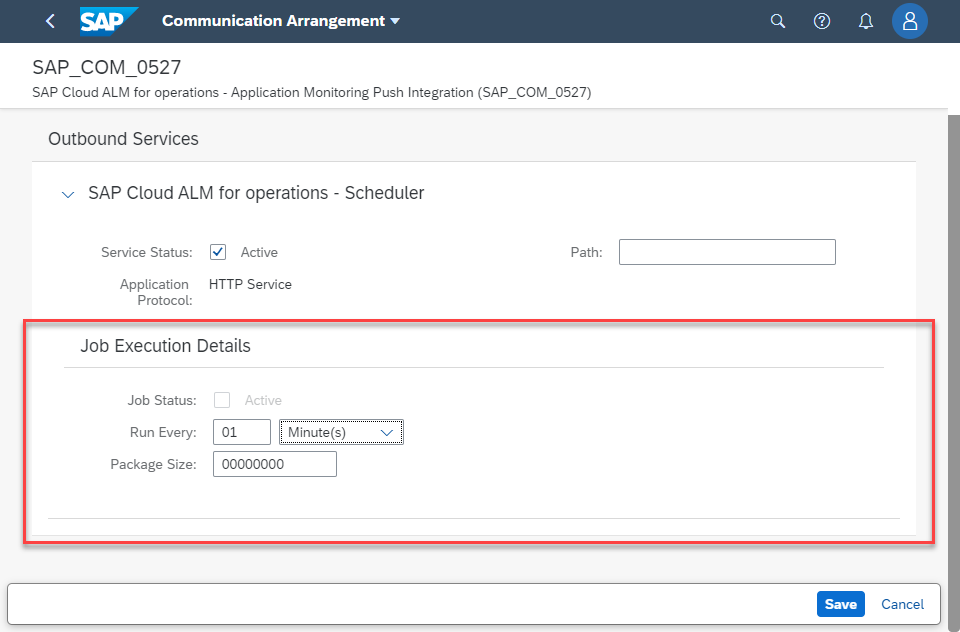 SAP Communication Arrangement
SAP_COM_0527
SAP Cloud ALM for operations - Application Monitoring Push Integration (SAP_COM_0527)
Outbound Services
SAP Cloud ALM for operations - Scheduler
Service Status: Active Path:
Application
Protocol: HTTP Service
Job Execution Details
Job Status: Active
Run Every: 01 Minute(s)
Package Size: 00000000
Save Cancel